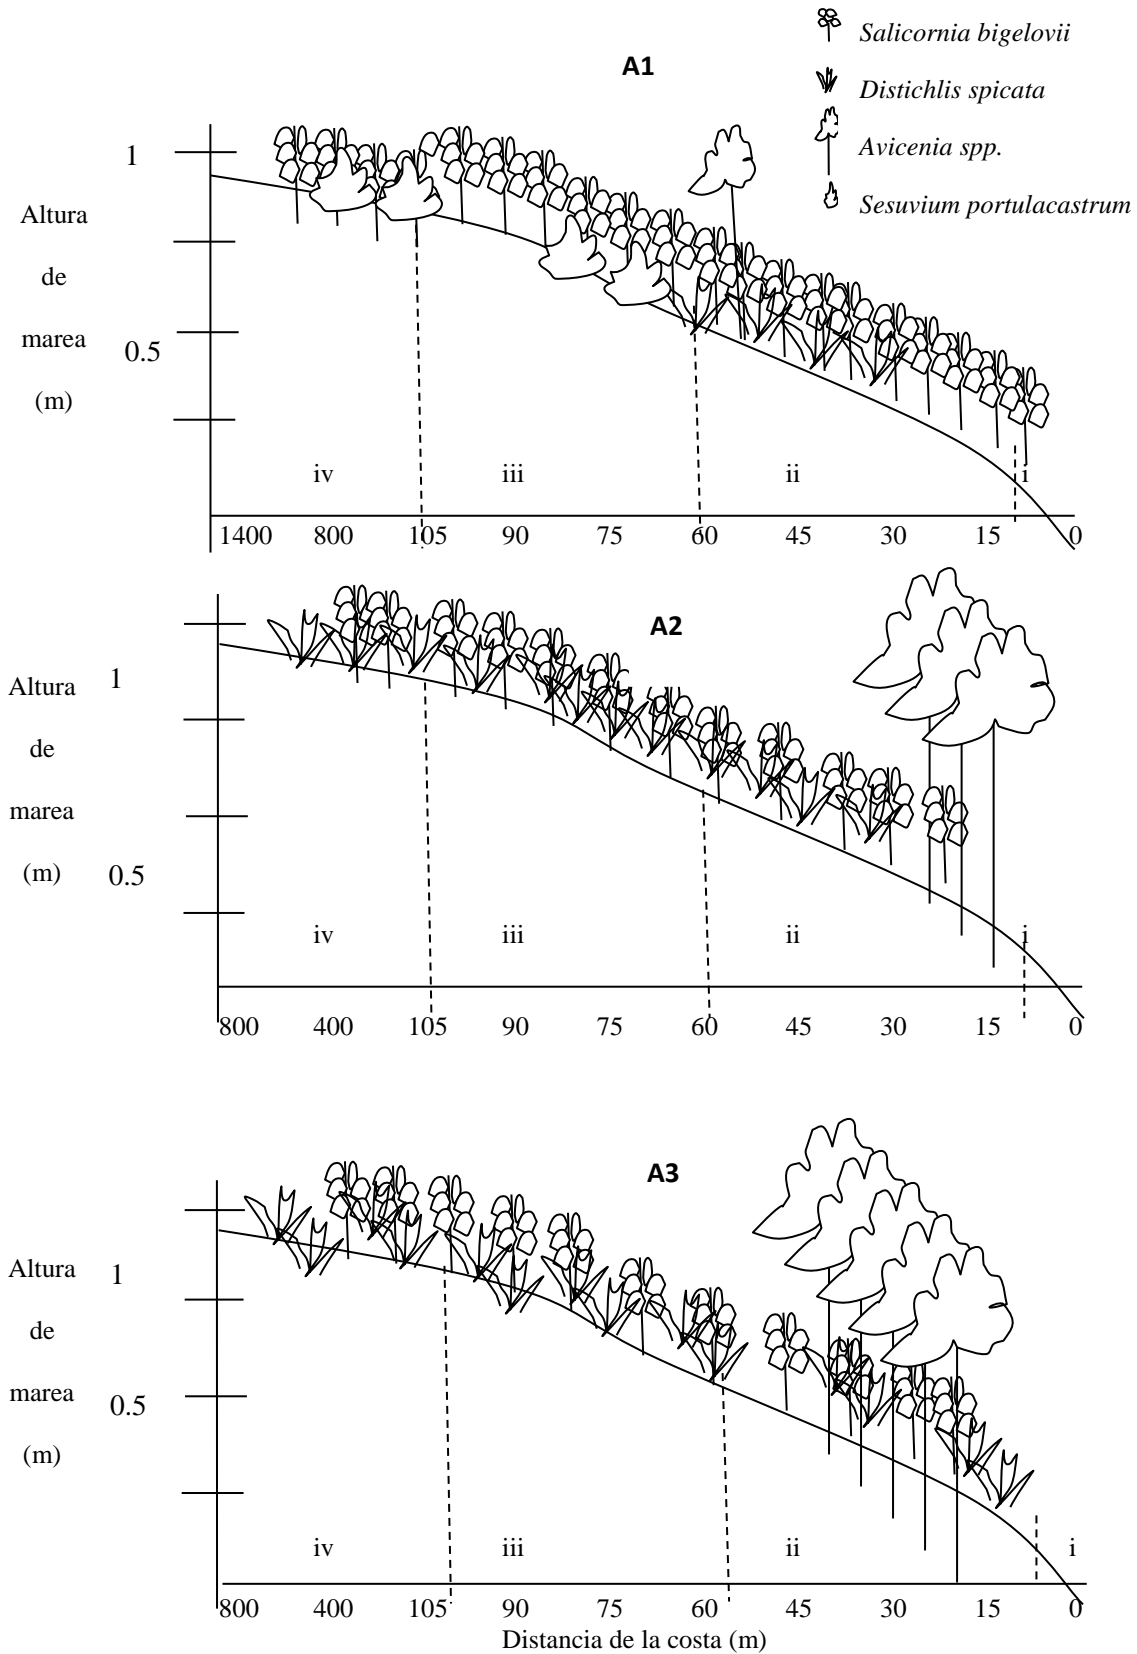 Salicornia bigelovii
A1
Distichlis spicata
Avicenia spp.
Sesuvium portulacastrum
1
Altura
de
marea
(m)
0.5
iv iii ii i
1400 800 105 90 75 60 45 30 15 0
A2
Altura
de
marea
(m)
1
0.5
iv iii ii i
800 400 105 90 75 60 45 30 15 0
A3
Altura
de
marea
(m)
1
0.5
iv iii ii i
800 400 105 90 75 60 45 30 15 0
Distancia de la costa (m)